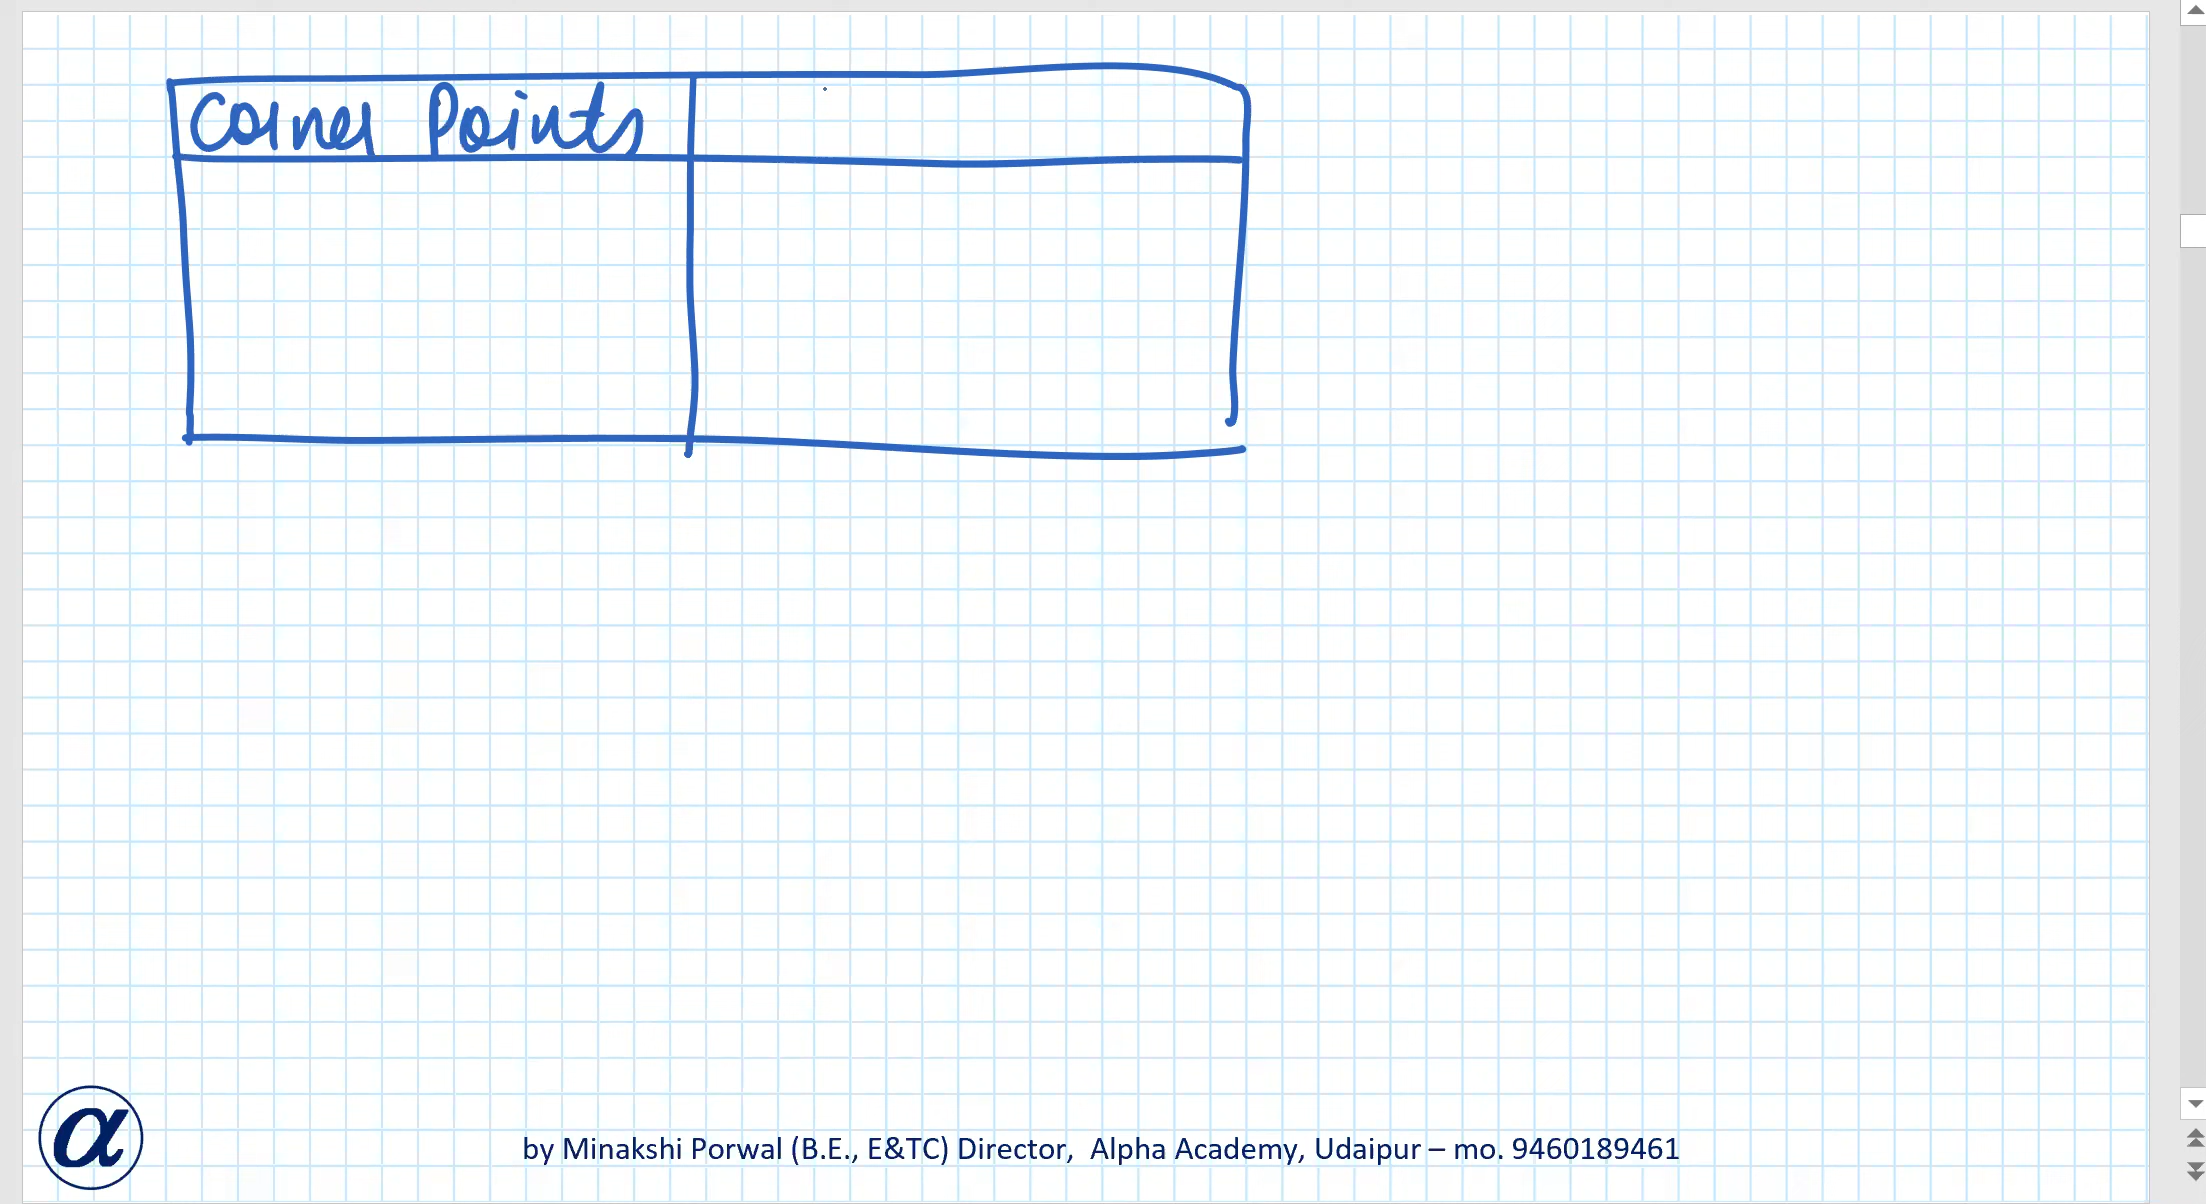 Corner Points
α
by Minakshi Porwal (B.E., E&TC) Director, Alpha Academy, Udaipur – mo. 9460189461